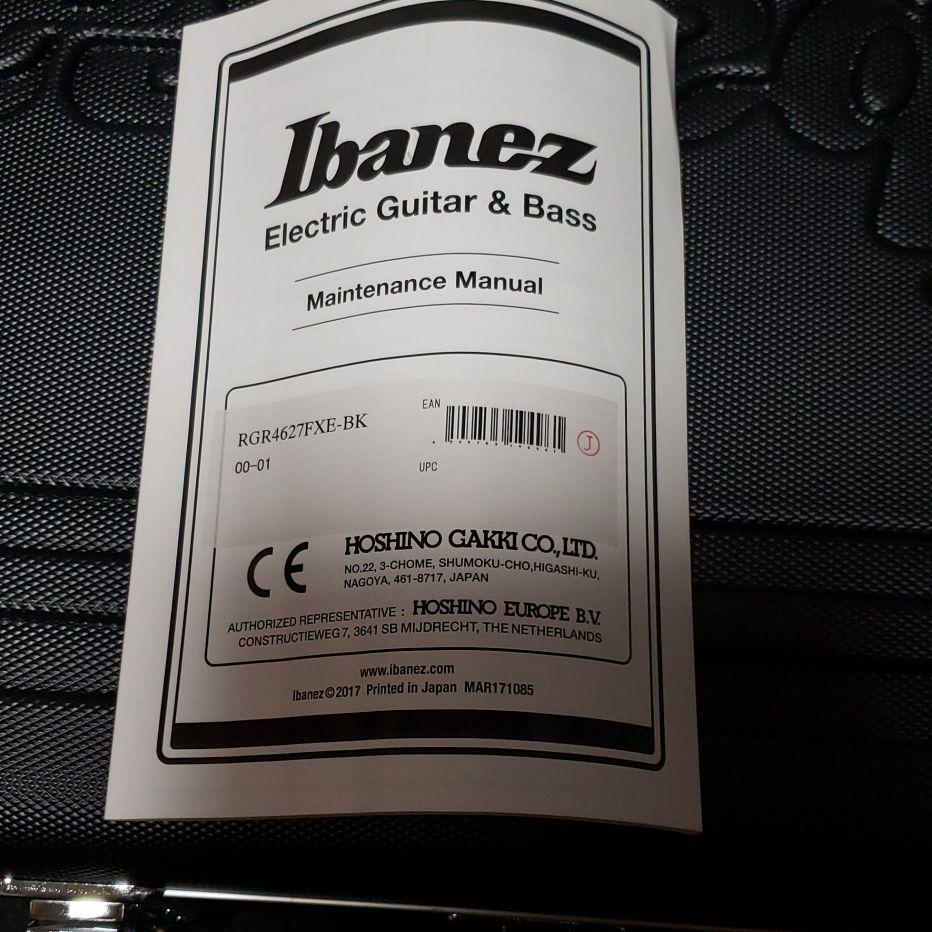 Ibanez
Electric Guitar & Bass
Maintenance Manual
RGR4627FXE-BK
00-01
EAN
J
UPC
CE
HOSHINO GAKKI CO.,LTD.
NO.22, 3-CHOME, SHUMOKU-CHO,HIGASHI-KU,
NAGOYA, 461-8717, JAPAN
AUTHORIZED REPRESENTATIVE : HOSHINO EUROPE B.V.
CONSTRUCTIEWEG 7, 3641 SB MIJDRECHT, THE NETHERLANDS
www.ibanez.com
Ibanez©2017 Printed in Japan MAR171085